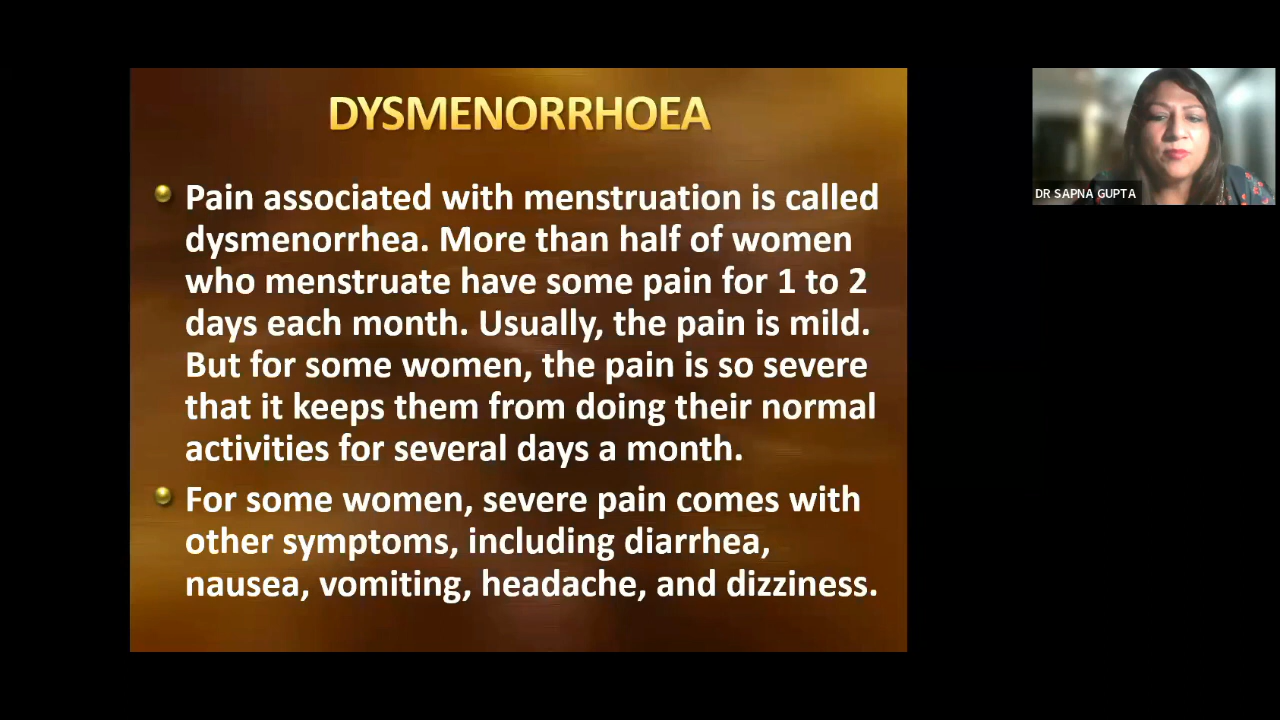 DYSMENORRHOEA
Pain associated with menstruation is called
dysmenorrhea. More than half of women
who menstruate have some pain for 1 to 2
days each month. Usually, the pain is mild.
But for some women, the pain is so severe
that it keeps them from doing their normal
activities for several days a month.
For some women, severe pain comes with
other symptoms, including diarrhea,
nausea, vomiting, headache, and dizziness.
DR SAPNA GUPTA